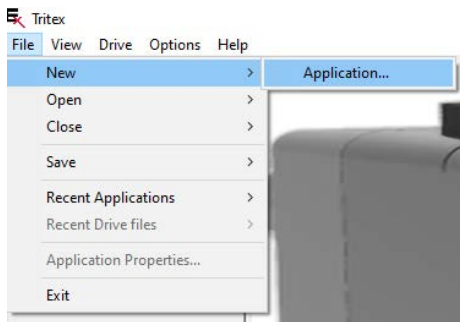 Tritex
File View Drive Options Help
New > Application...
Open >
Close >
Save >
Recent Applications >
Recent Drive files >
Application Properties...
Exit